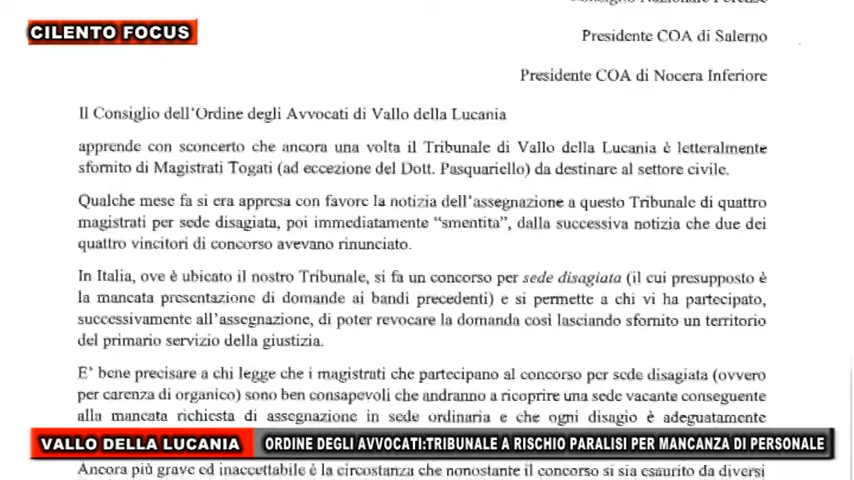 Consiglio Nazionale Forense
CILENTO FOCUS
Presidente COA di Salerno
Presidente COA di Nocera Inferiore
Il Consiglio dell'Ordine degli Avvocati di Vallo della Lucania
apprende con sconcerto che ancora una volta il Tribunale di Vallo della Lucania è letteralmente
sfornito di Magistrati Togati (ad eccezione del Dott. Pasquariello) da destinare al settore civile.
Qualche mese fa si era appresa con favore la notizia dell'assegnazione a questo Tribunale di quattro
magistrati per sede disagiata, poi immediatamente “smentita”, dalla successiva notizia che due dei
quattro vincitori di concorso avevano rinunciato.
In Italia, ove è ubicato il nostro Tribunale, si fa un concorso per sede disagiata (il cui presupposto è
la mancata presentazione di domande ai bandi precedenti) e si permette a chi vi ha partecipato,
successivamente all'assegnazione, di poter revocare la domanda così lasciando sfornito un territorio
del primario servizio della giustizia.
E' bene precisare a chi legge che i magistrati che partecipano al concorso per sede disagiata (ovvero
per carenza di organico) sono ben consapevoli che andranno a ricoprire una sede vacante conseguente
alla mancata richiesta di assegnazione in sede ordinaria e che ogni disagio è adeguatamente
VALLO DELLA LUCANIA ORDINE DEGLI AVVOCATI:TRIBUNALE A RISCHIO PARALISI PER MANCANZA DI PERSONALE
Ancora più grave ed inaccettabile è la circostanza che nonostante il concorso si sia esaurito da diversi